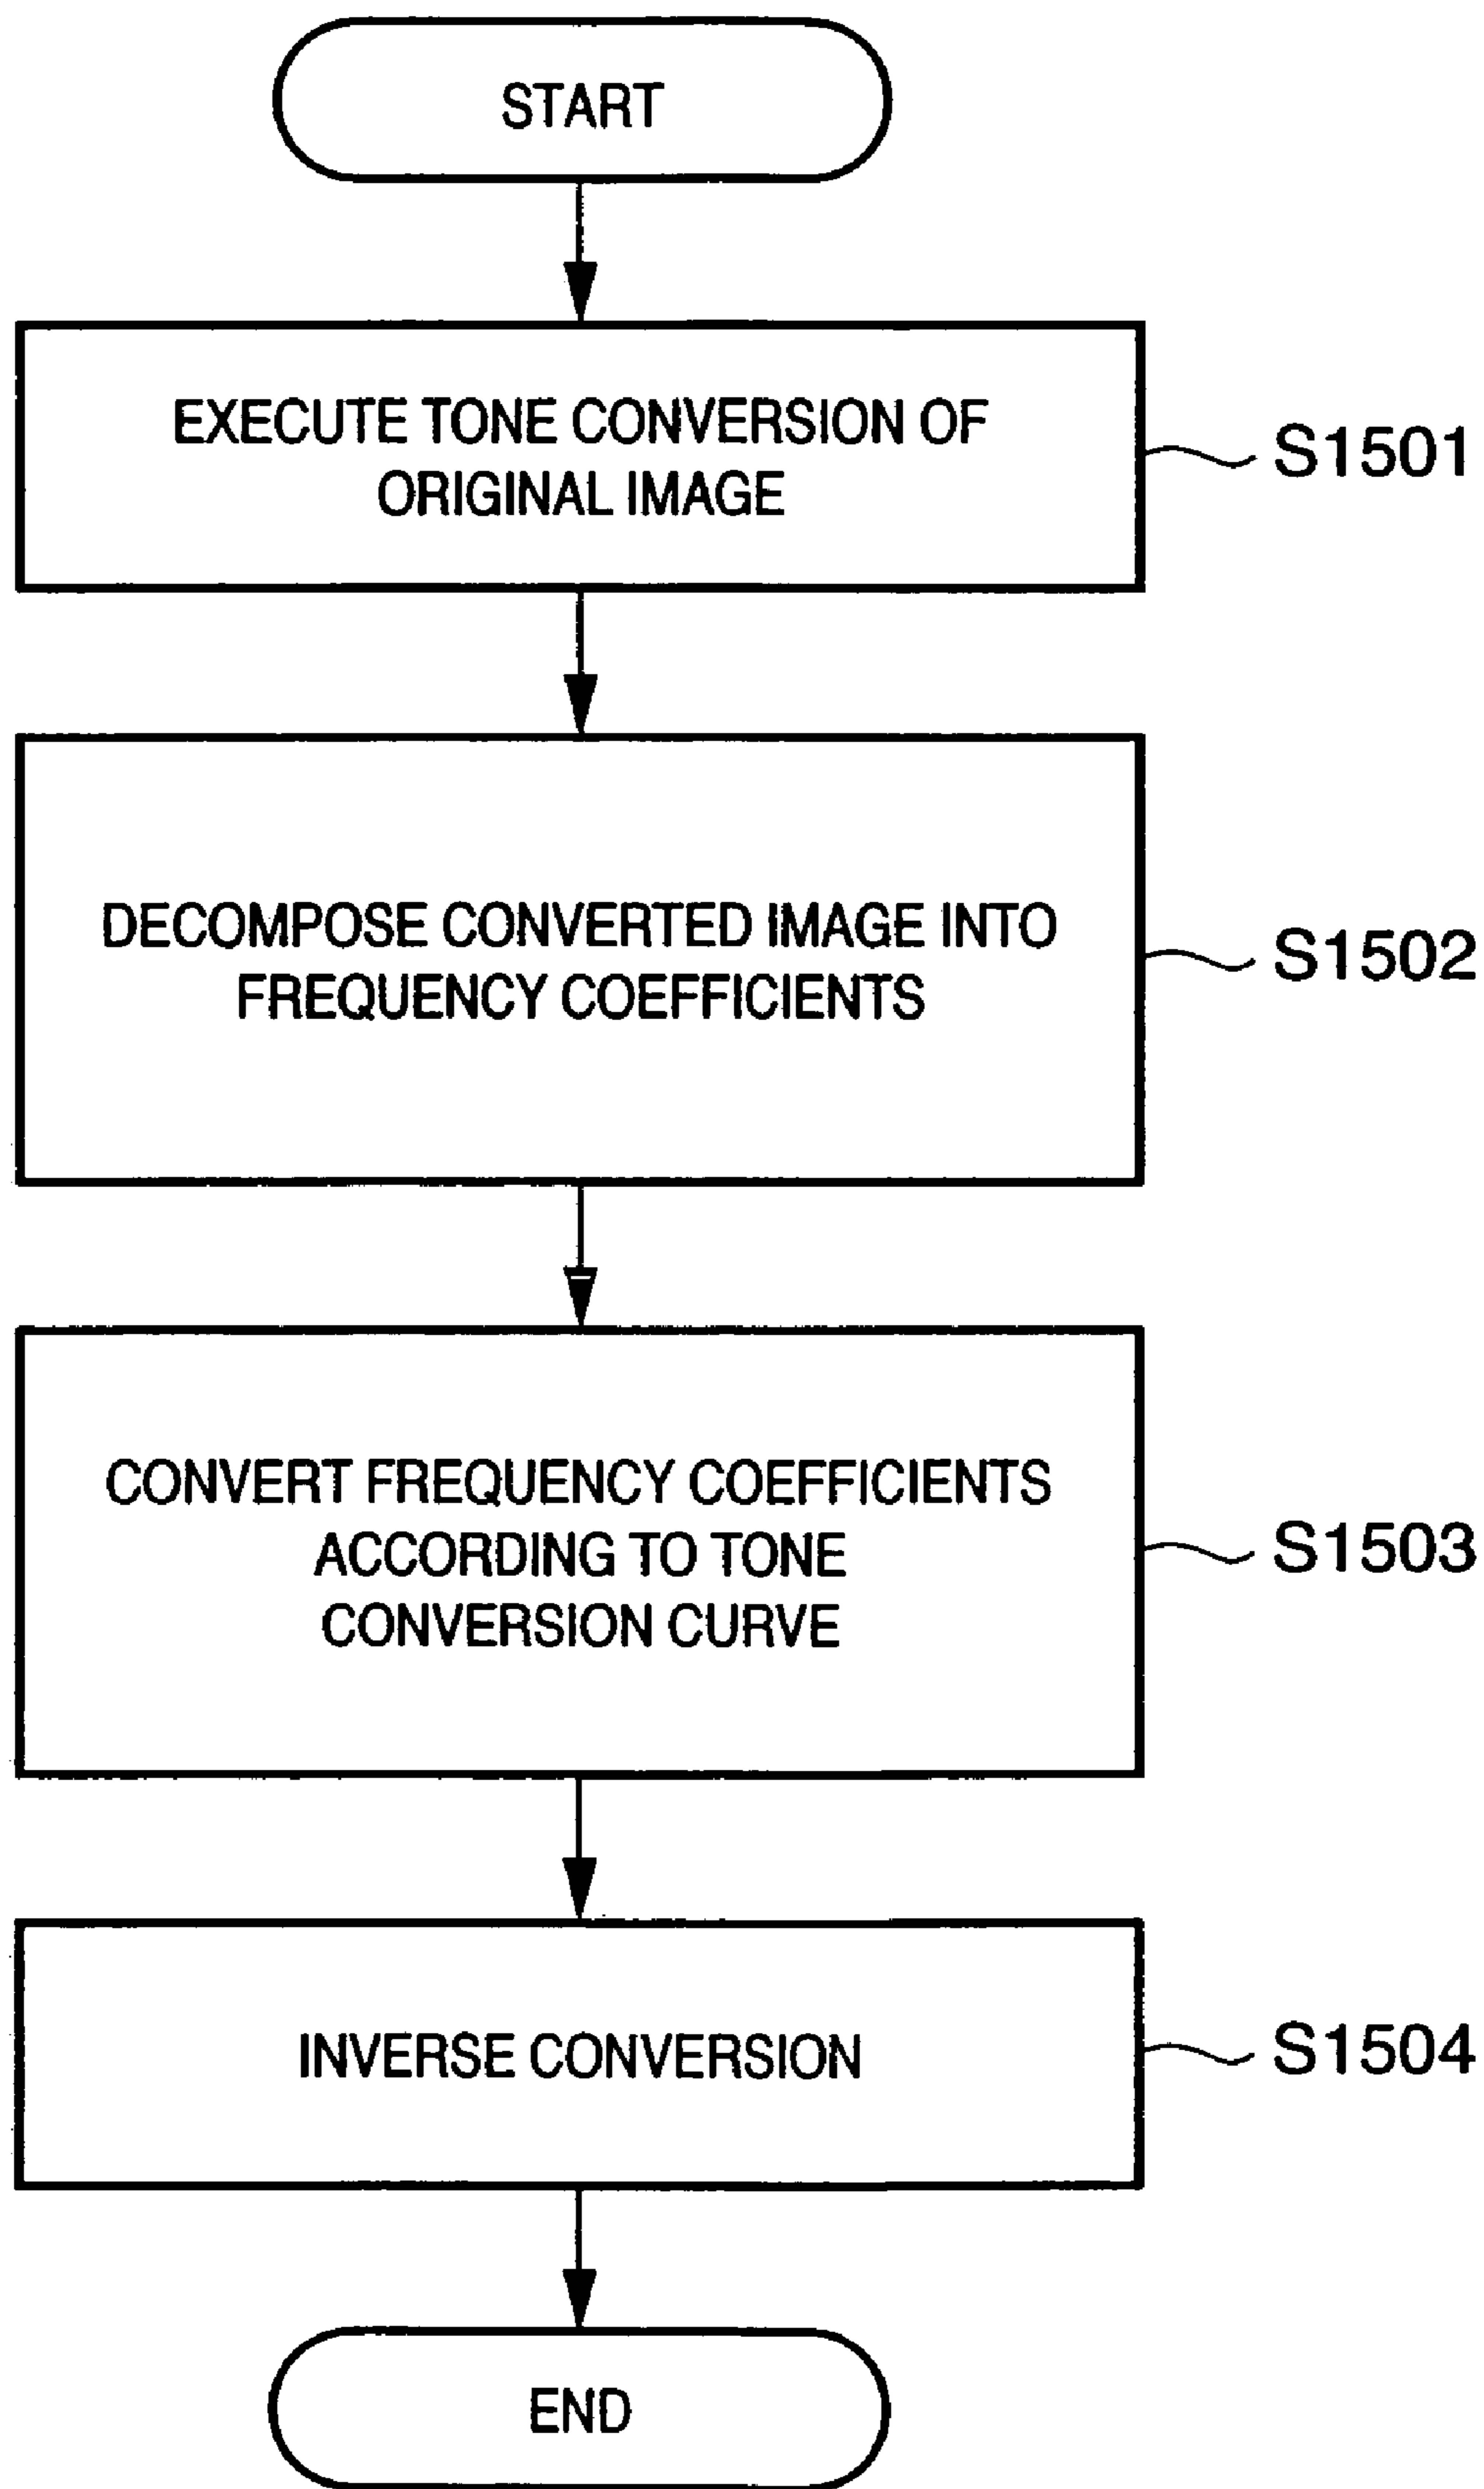 START
EXECUTE TONE CONVERSION OF
ORIGINAL IMAGE
S1501
DECOMPOSE CONVERTED IMAGE INTO
FREQUENCY COEFFICIENTS
S1502
CONVERT FREQUENCY COEFFICIENTS
ACCORDING TO TONE
CONVERSION CURVE
S1503
INVERSE CONVERSION
S1504
END